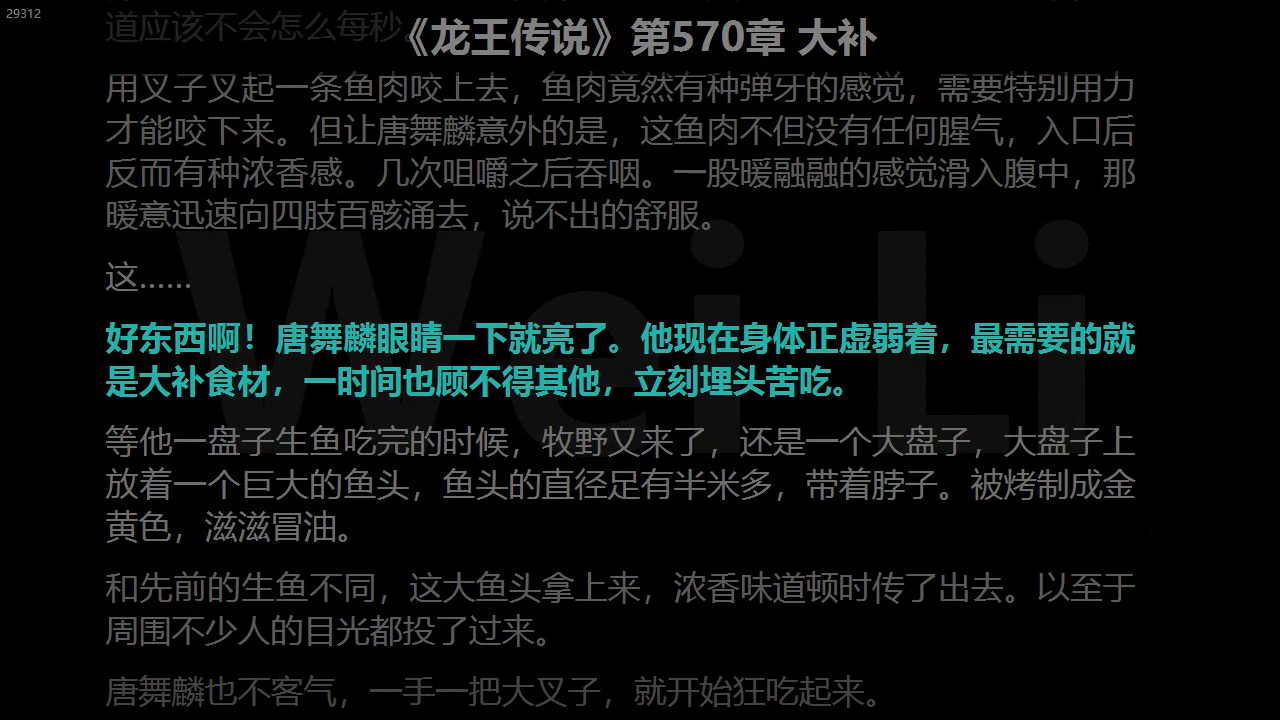 29312
道应该不会怎么每秒
《龙王传说》第570章 大补
用叉子叉起一条鱼肉咬上去，鱼肉竟然有种弹牙的感觉，需要特别用力
才能咬下来。但让唐舞麟意外的是，这鱼肉不但没有任何腥气，入口后
反而有种浓香感。几次咀嚼之后吞咽。一股暖融融的感觉滑入腹中，那
暖意迅速向四肢百骸涌去，说不出的舒服。
这……
好东西啊！唐舞麟眼睛一下就亮了。他现在身体正虚弱着，最需要的就
是大补食材，一时间也顾不得其他，立刻埋头苦吃。
等他一盘子生鱼吃完的时候，牧野又来了，还是一个大盘子，大盘子上
放着一个巨大的鱼头，鱼头的直径足有半米多，带着脖子。被烤制成金
黄色，滋滋冒油。
和先前的生鱼不同，这大鱼头拿上来，浓香味道顿时传了出去。以至于
周围不少人的目光都投了过来。
唐舞麟也不客气，一手一把大叉子，就开始狂吃起来。
Wei Li